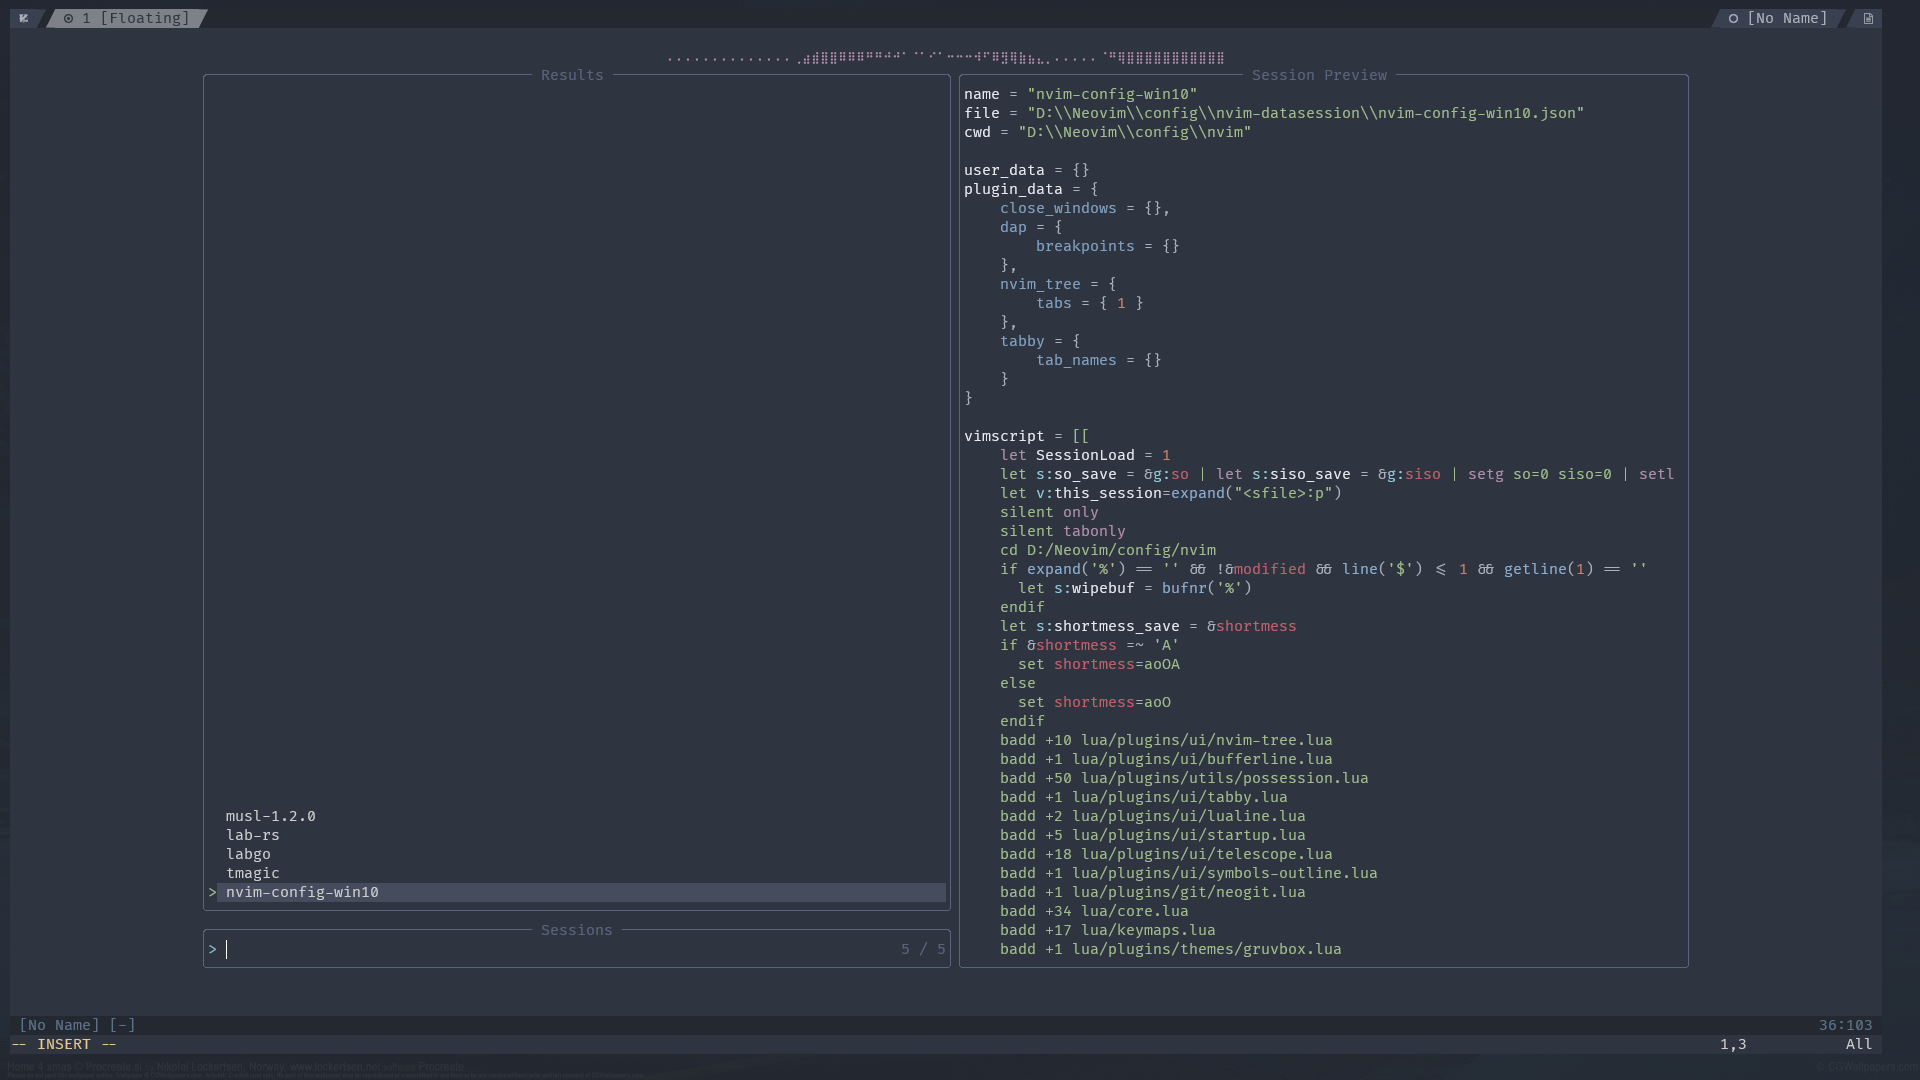 1 [Floating]
[No Name]
Results
Session Preview
name = "nvim-config-win10"
file = "D:\\Neovim\\config\\nvim-datasession\\nvim-config-win10.json"
cwd = "D:\\Neovim\\config\\nvim"
user_data = {}
plugin_data = {
close_windows = {},
dap = {
breakpoints = {}
},
nvim_tree = {
tabs = { 1 }
},
tabby = {
tab_names = {}
}
}
vimscript = [[
let SessionLoad = 1
let s:so_save = &g:so | let s:siso_save = &g:siso | setg so=0 siso=0 | setl
let v:this_session=expand("<sfile>:p")
silent only
silent tabonly
cd D:/Neovim/config/nvim
if expand('%') == '' && !&modified && line('$') <= 1 && getline(1) == ''
let s:wipebuf = bufnr('%')
endif
let s:shortmess_save = &shortmess
if &shortmess =~ 'A'
set shortmess=aoOA
else
set shortmess=aoO
endif
badd +10 lua/plugins/ui/nvim-tree.lua
badd +1 lua/plugins/ui/bufferline.lua
badd +50 lua/plugins/utils/possession.lua
badd +1 lua/plugins/ui/tabby.lua
badd +2 lua/plugins/ui/lualine.lua
badd +5 lua/plugins/ui/startup.lua
badd +18 lua/plugins/ui/telescope.lua
badd +1 lua/plugins/ui/symbols-outline.lua
badd +1 lua/plugins/git/neogit.lua
badd +34 lua/core.lua
badd +17 lua/keymaps.lua
badd +1 lua/plugins/themes/gruvbox.lua
musl-1.2.0
lab-rs
labgo
tmagic
> nvim-config-win10
Sessions
> 5 / 5
[No Name] [-] 36:103
-- INSERT -- 1,3 All